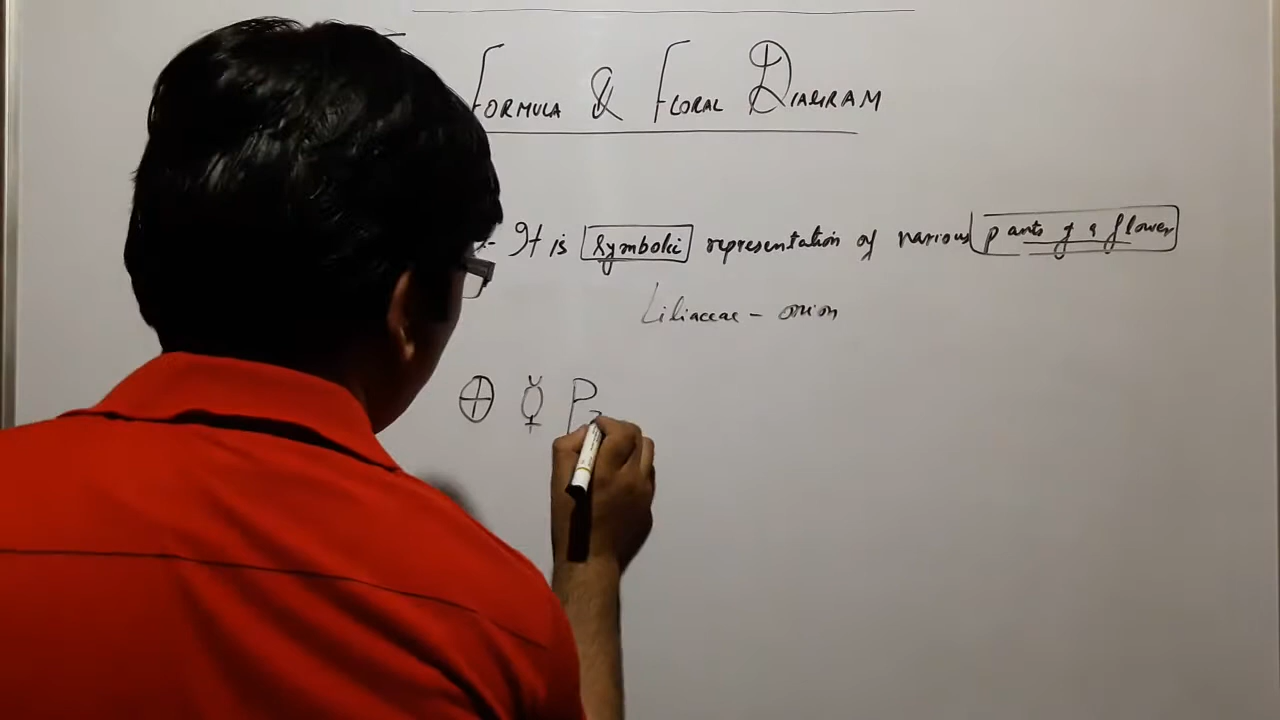 FORMULA & FLORAL DIAGRAM
:- It is Symbolic representation of various parts of a flower
Liliaceae - onion
⊕ ⚥ P